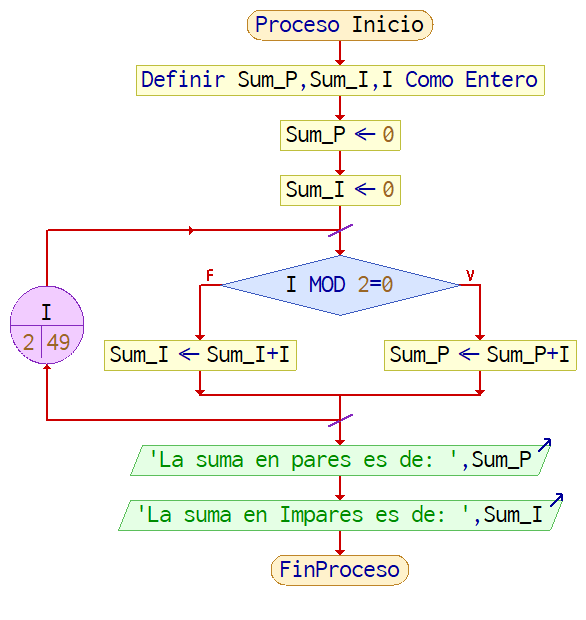 Proceso Inicio
Definir Sum_P,Sum_I,I Como Entero
Sum_P ← 0
Sum_I ← 0
F
V
I MOD 2=0
I
2 49
Sum_I ← Sum_I+I
Sum_P ← Sum_P+I
'La suma en pares es de: ',Sum_P
'La suma en Impares es de: ',Sum_I
FinProceso